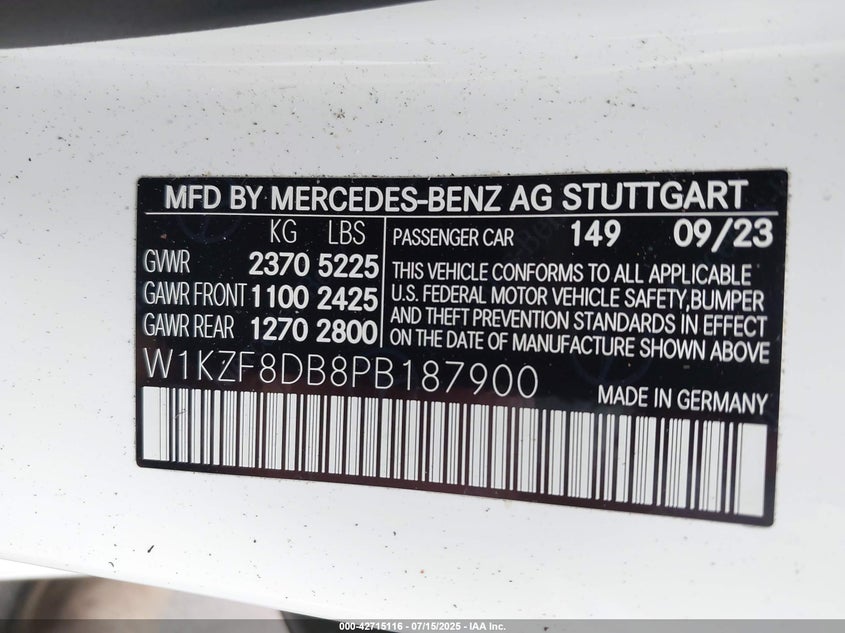 MFD BY MERCEDES-BENZ AG STUTTGART
KG LBS
GVWR 2370 5225
GAWR FRONT 1100 2425
GAWR REAR 1270 2800
PASSENGER CAR 149 09/23
THIS VEHICLE CONFORMS TO ALL APPLICABLE
U.S. FEDERAL MOTOR VEHICLE SAFETY,BUMPER
AND THEFT PREVENTION STANDARDS IN EFFECT
ON THE DATE OF MANUFACTURE SHOWN ABOVE
W1KZF8DB8PB187900
MADE IN GERMANY
000-42715116 - 07/15/2025 - IAA Inc.